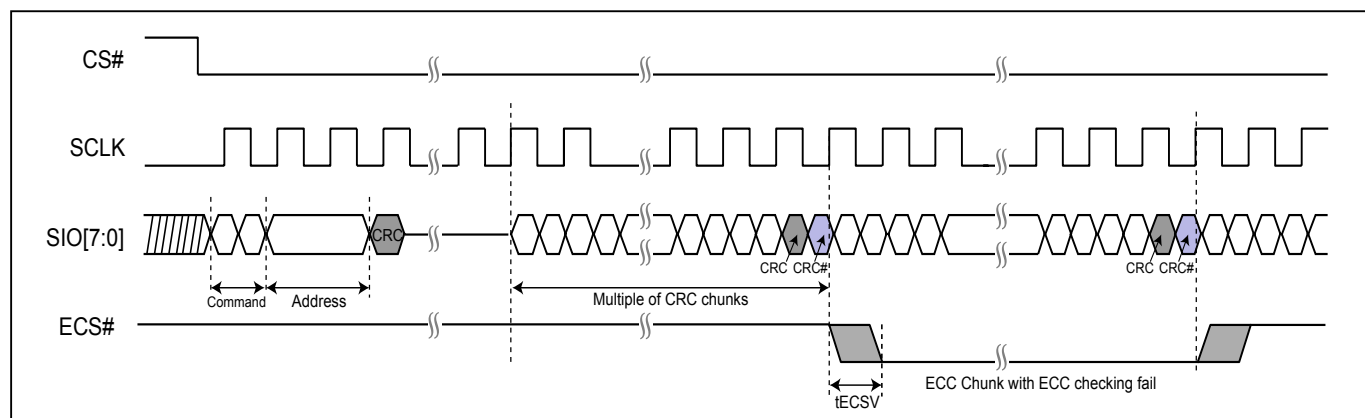 CS#
SCLK
SIO[7:0]
CRC
CRC CRC#
CRC CRC#
Command
Address
Multiple of CRC chunks
ECS#
tECSV
ECC Chunk with ECC checking fail